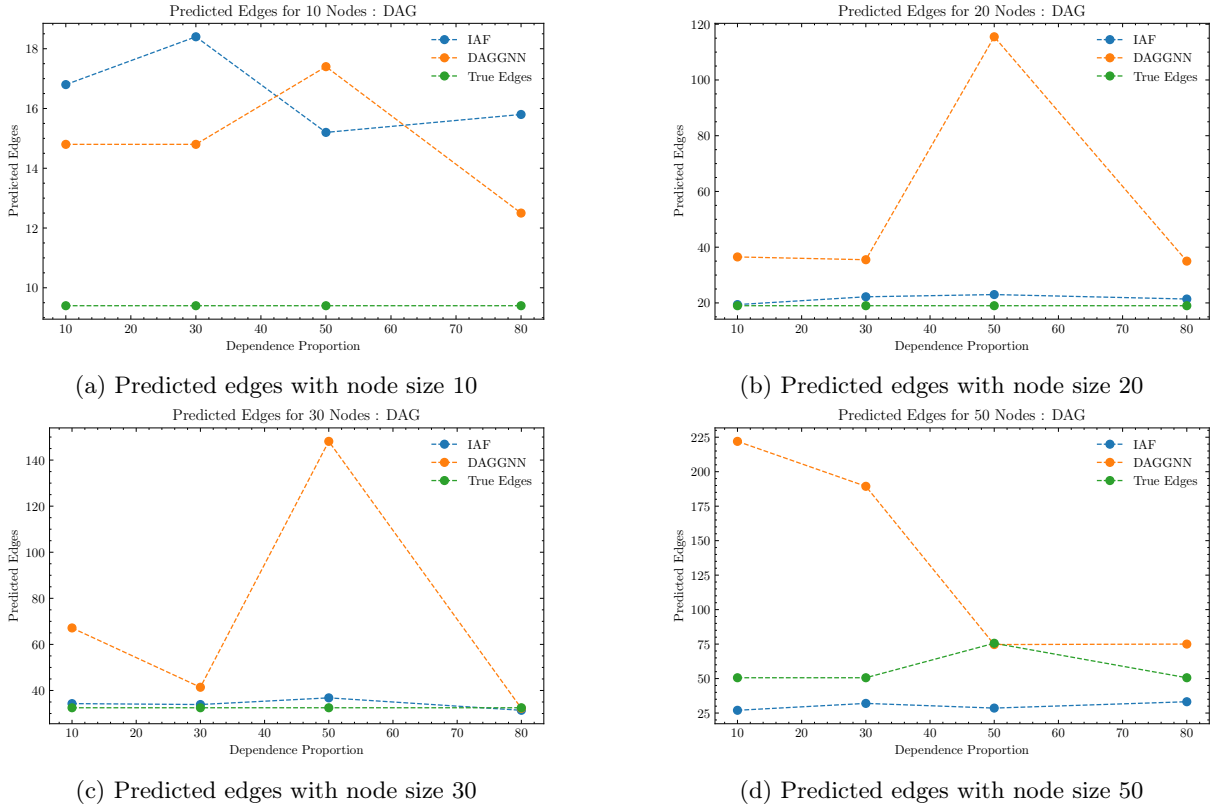 Predicted Edges for 10 Nodes : DAG
IAF
DAGGNN
True Edges
18
16
14
12
10
Predicted Edges
10 20 30 40 50 60 70 80
Dependence Proportion
(a) Predicted edges with node size 10
Predicted Edges for 20 Nodes : DAG
IAF
DAGGNN
True Edges
120
100
80
60
40
20
Predicted Edges
10 20 30 40 50 60 70 80
Dependence Proportion
(b) Predicted edges with node size 20
Predicted Edges for 30 Nodes : DAG
IAF
DAGGNN
True Edges
140
120
100
80
60
40
Predicted Edges
10 20 30 40 50 60 70 80
Dependence Proportion
(c) Predicted edges with node size 30
Predicted Edges for 50 Nodes : DAG
IAF
DAGGNN
True Edges
225
200
175
150
125
100
75
50
25
Predicted Edges
10 20 30 40 50 60 70 80
Dependence Proportion
(d) Predicted edges with node size 50